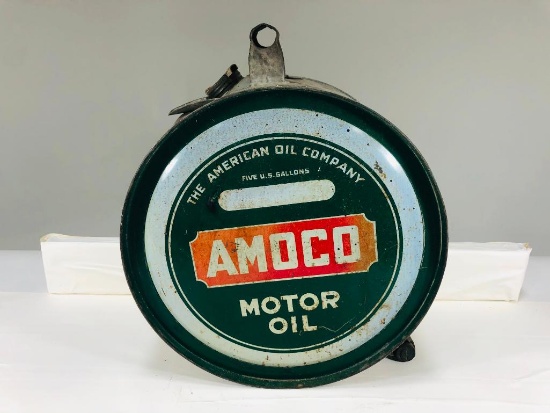 THE AMERICAN OIL COMPANY
FIVE U.S. GALLONS
AMOCO
MOTOR
OIL